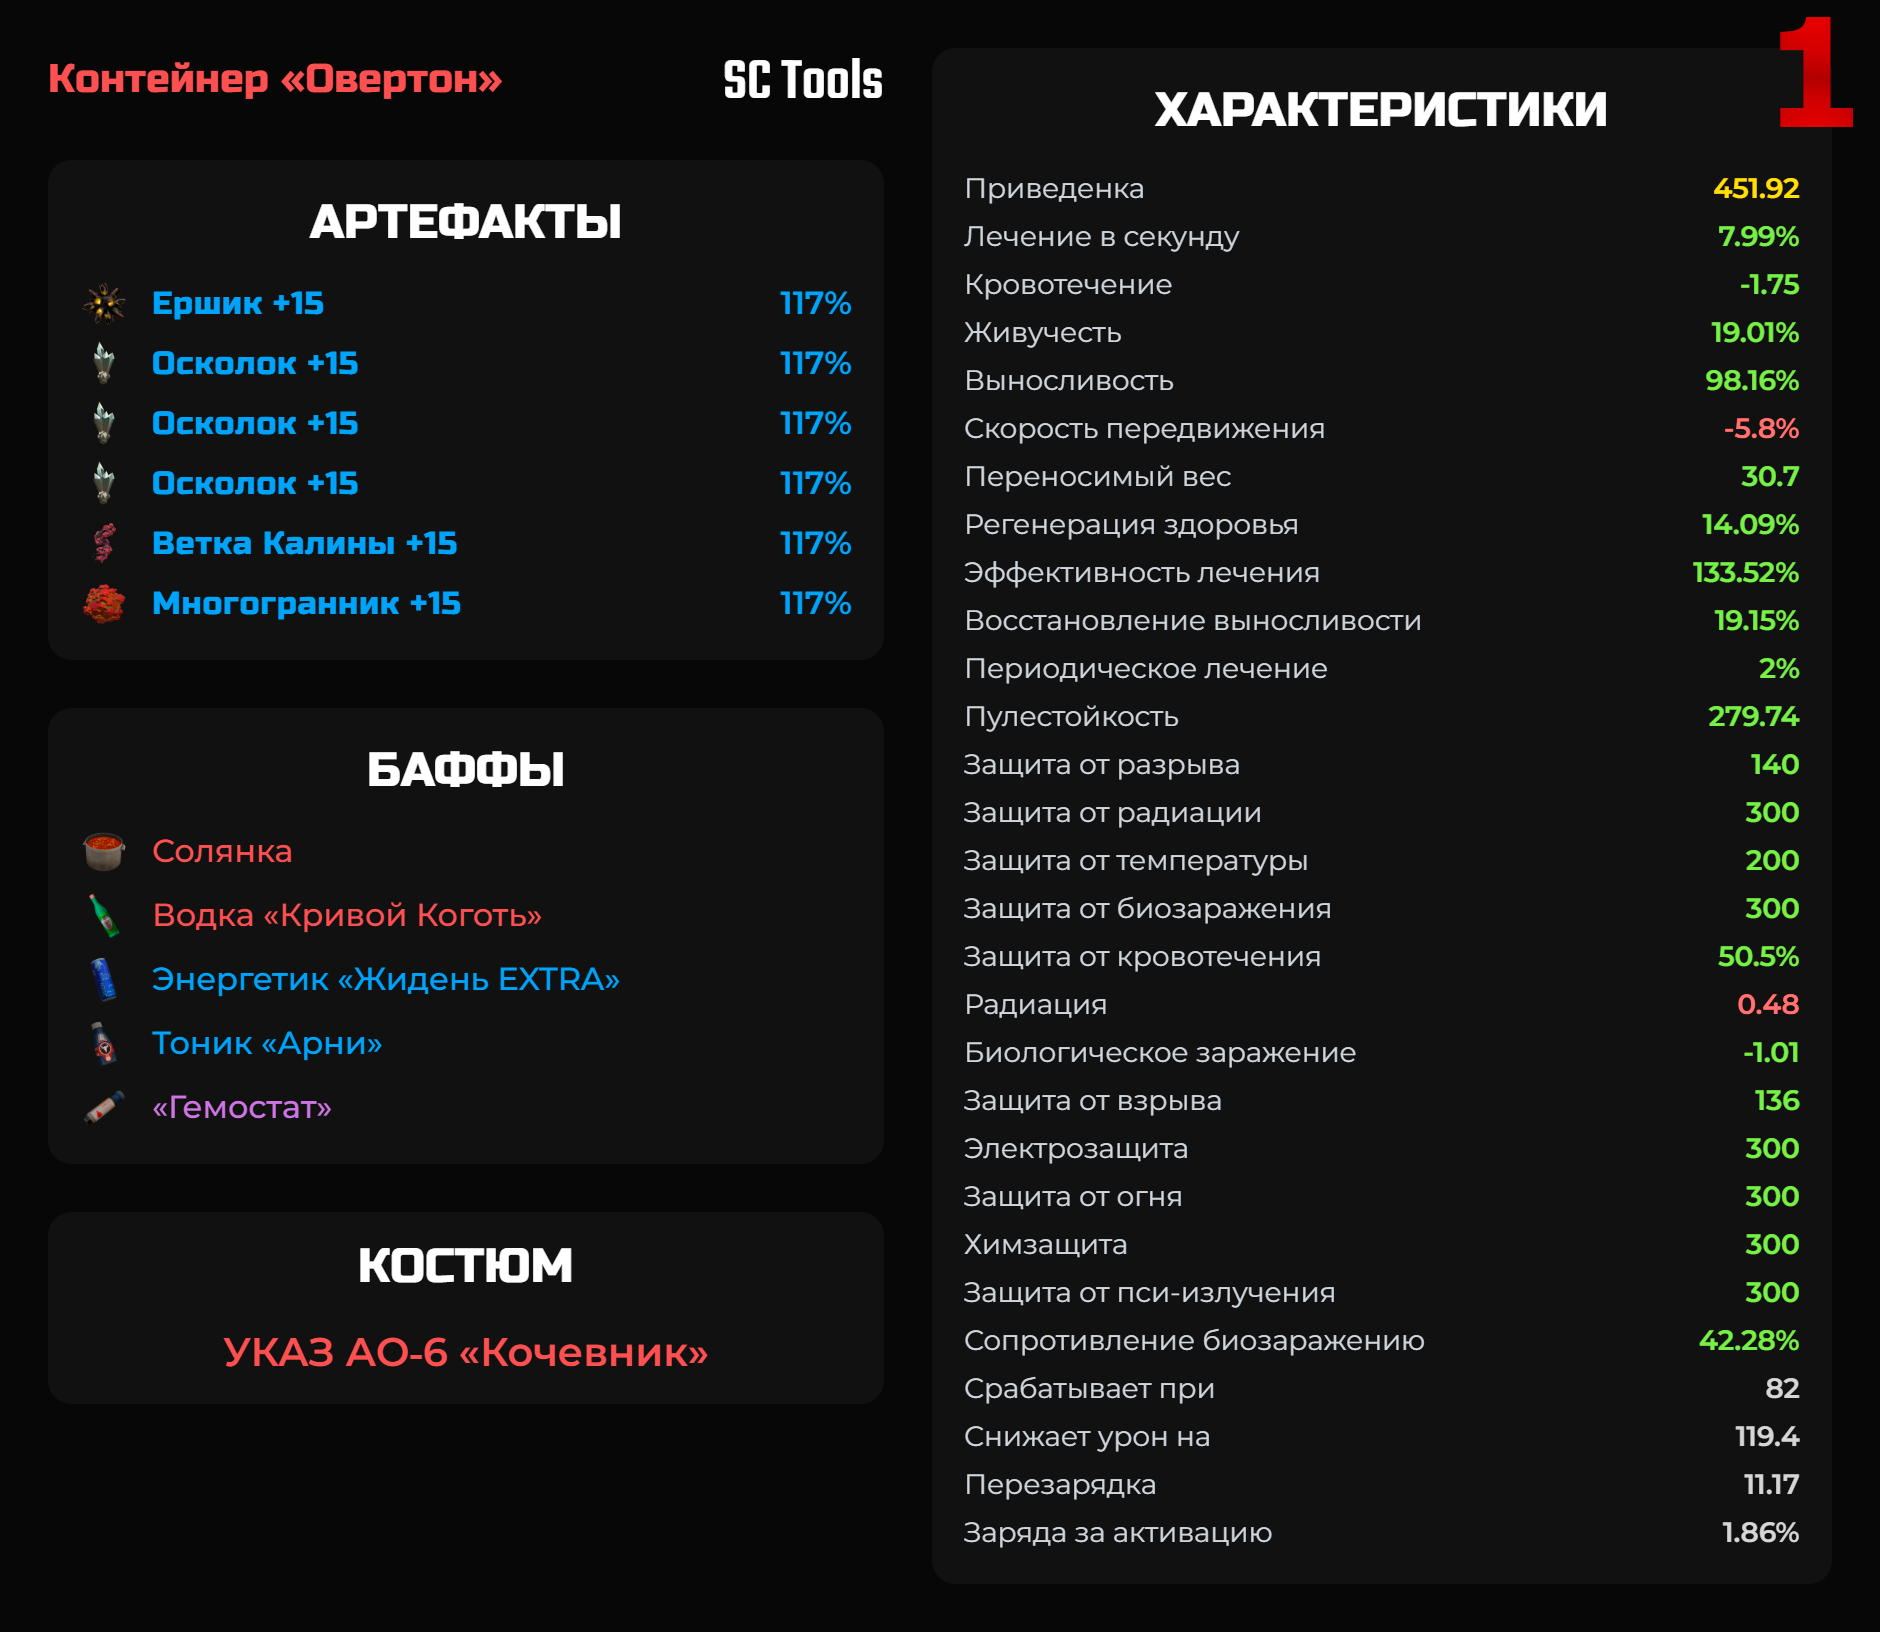 Контейнер «Овертон»
SC Tools
АРТЕФАКТЫ
Ершик +15 117%
Осколок +15 117%
Осколок +15 117%
Осколок +15 117%
Ветка Калины +15 117%
Многогранник +15 117%
БАФФЫ
Солянка
Водка «Кривой Коготь»
Энергетик «Жидень EXTRA»
Тоник «Арни»
«Гемостат»
КОСТЮМ
УКАЗ АО-6 «Кочевник»
1
ХАРАКТЕРИСТИКИ
Приведенка 451.92
Лечение в секунду 7.99%
Кровотечение -1.75
Живучесть 19.01%
Выносливость 98.16%
Скорость передвижения -5.8%
Переносимый вес 30.7
Регенерация здоровья 14.09%
Эффективность лечения 133.52%
Восстановление выносливости 19.15%
Периодическое лечение 2%
Пулестойкость 279.74
Защита от разрыва 140
Защита от радиации 300
Защита от температуры 200
Защита от биозаражения 300
Защита от кровотечения 50.5%
Радиация 0.48
Биологическое заражение -1.01
Защита от взрыва 136
Электрозащита 300
Защита от огня 300
Химзащита 300
Защита от пси-излучения 300
Сопротивление биозаражению 42.28%
Срабатывает при 82
Снижает урон на 119.4
Перезарядка 11.17
Заряда за активацию 1.86%